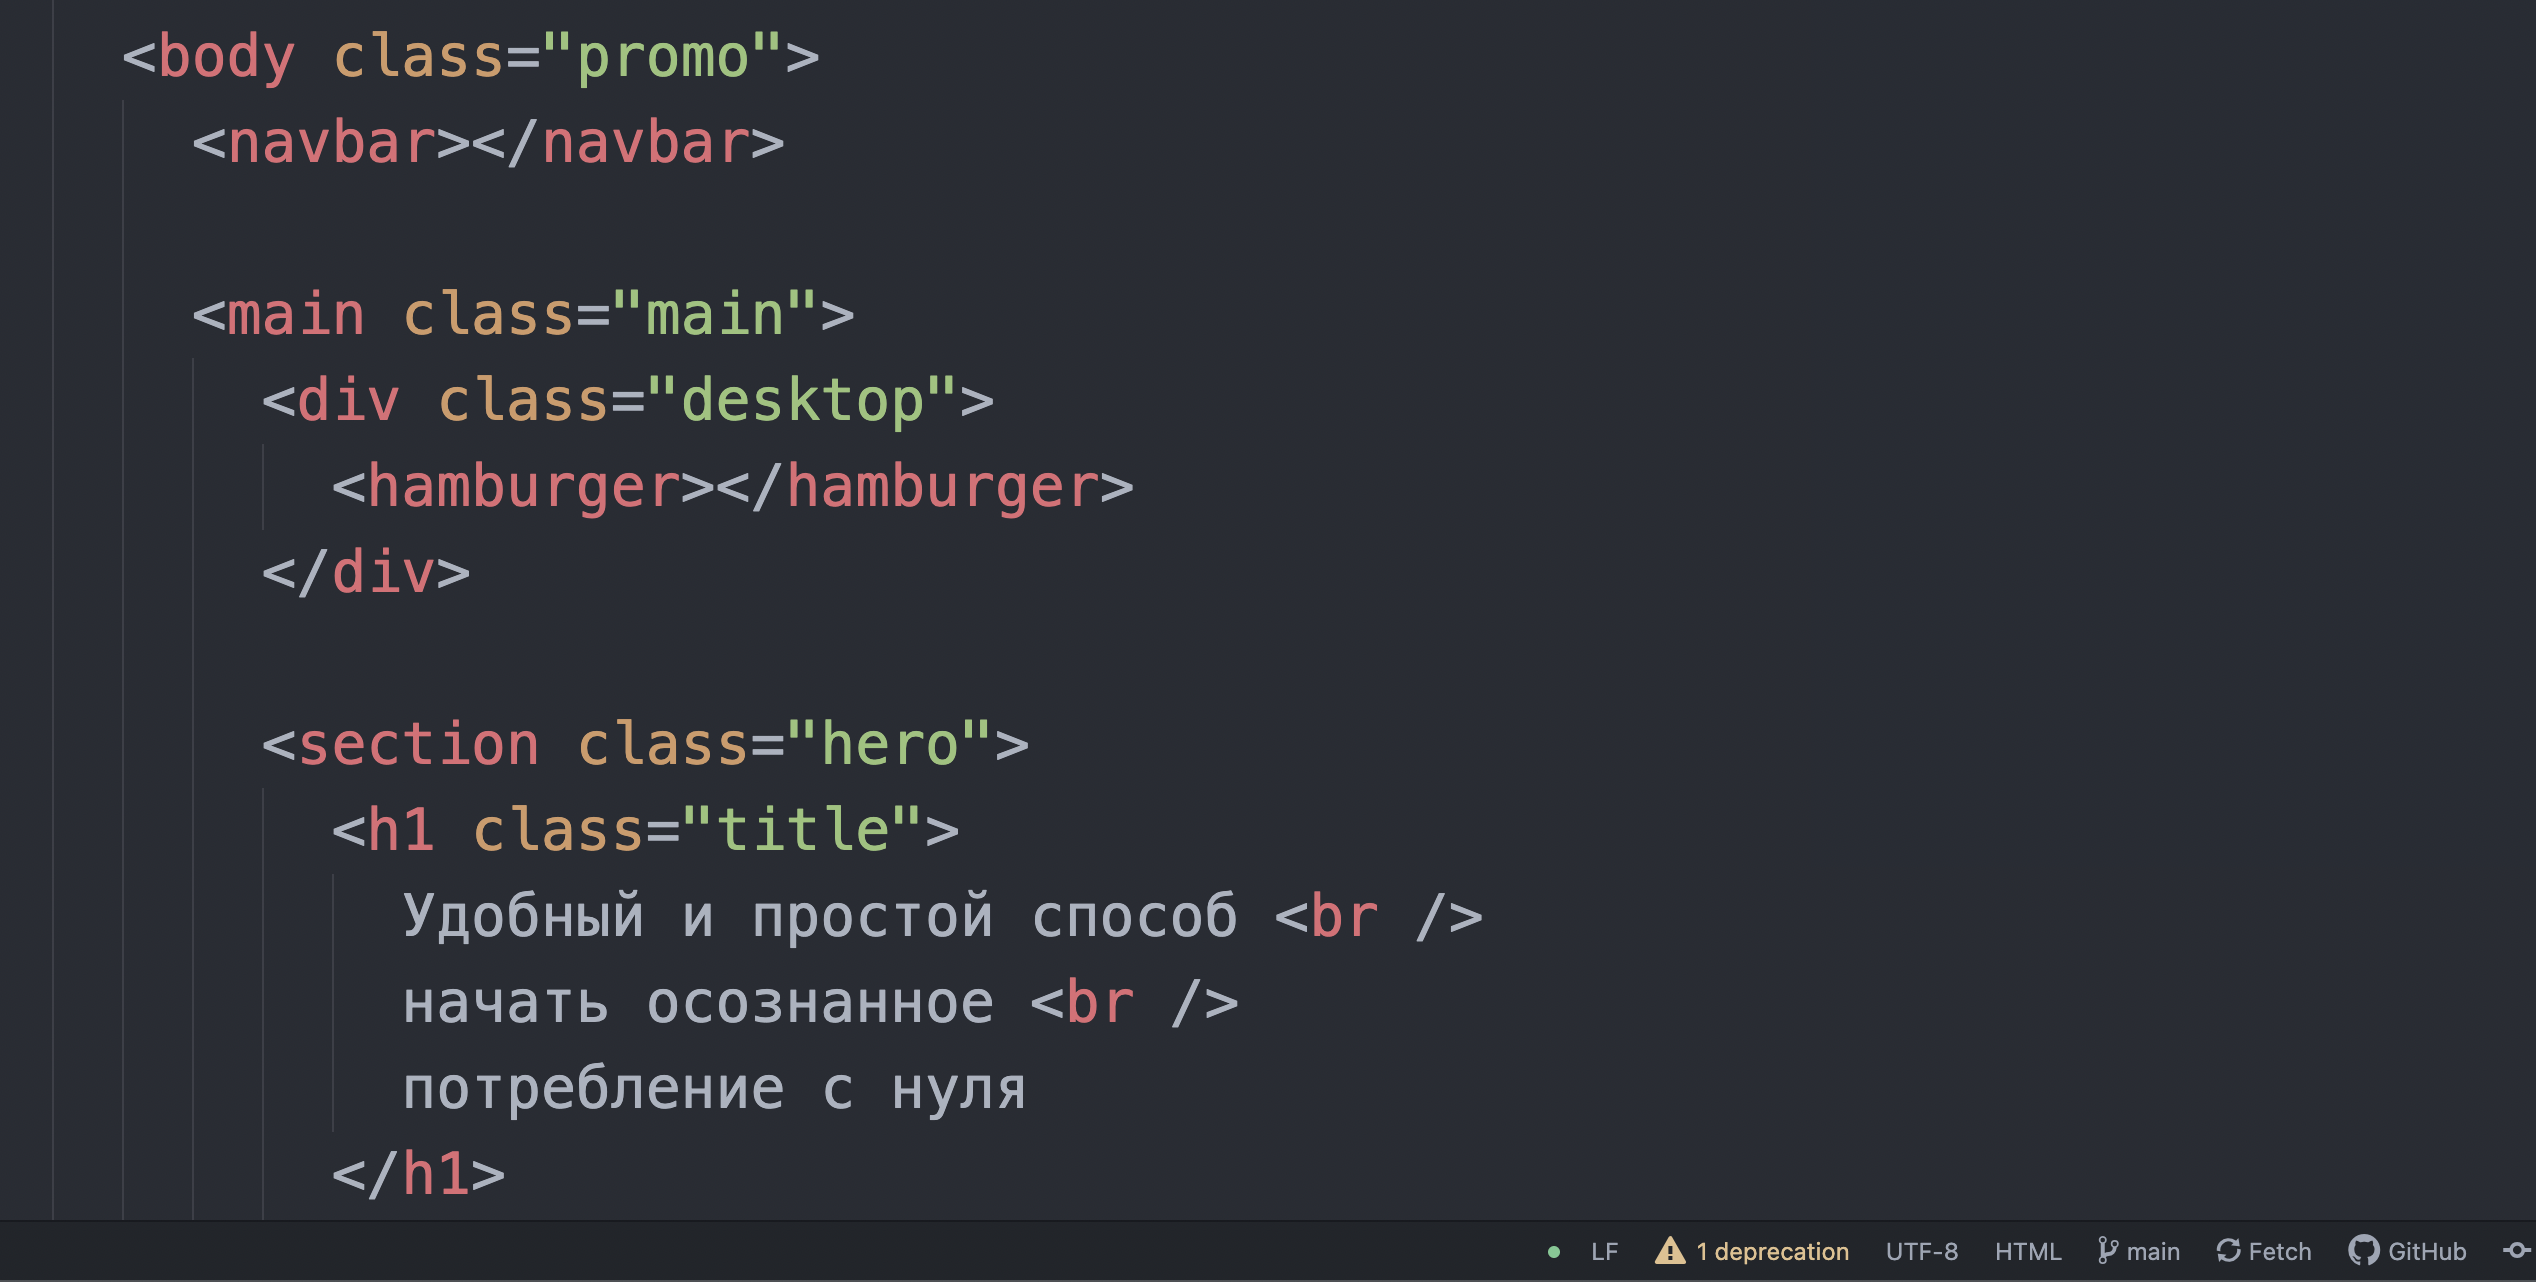 <body class="promo">
<navbar></navbar>
<main class="main">
<div class="desktop">
<hamburger></hamburger>
</div>
<section class="hero">
<h1 class="title">
Удобный и простой способ <br />
начать осознанное <br />
потребление с нуля
</h1>
LF 1 deprecation UTF-8 HTML main Fetch GitHub